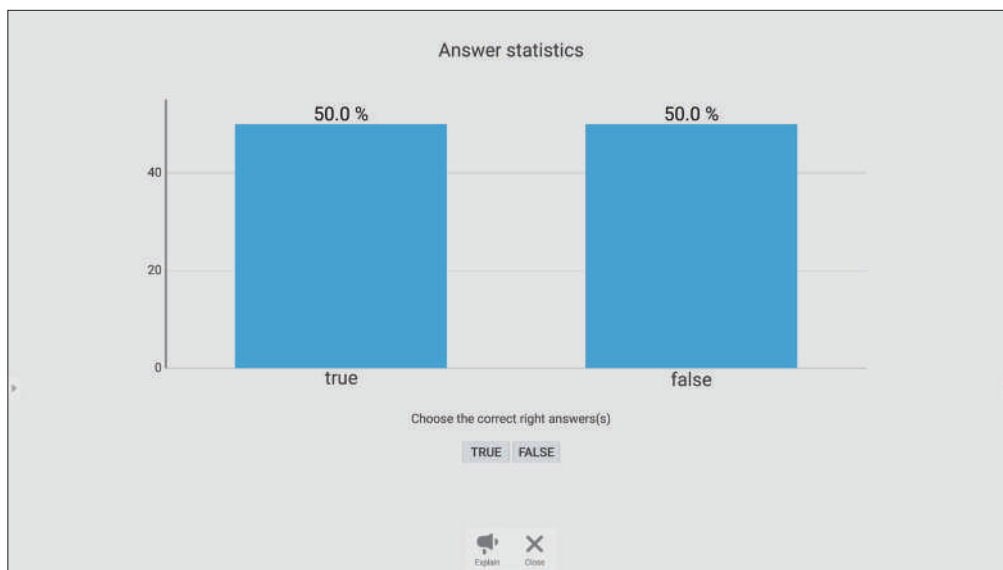 Answer statistics
50.0 %
50.0 %
40
20
0
true
false
Choose the correct right answers(s)
TRUE FALSE
Explain
Close